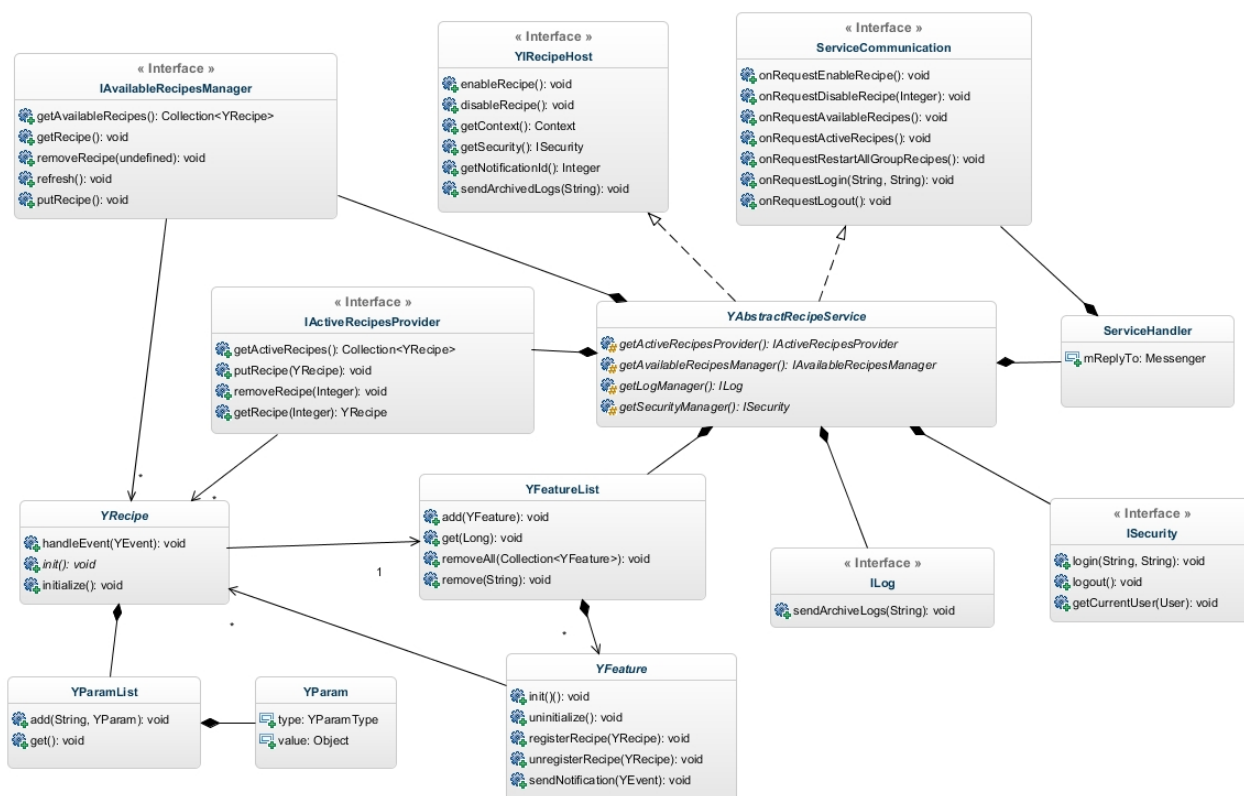 « Interface »
IAvailableRecipesManager
getAvailableRecipes(): Collection<YRecipe>
getRecipe(): void
removeRecipe(undefined): void
refresh(): void
putRecipe(): void
« Interface »
YIRecipeHost
enableRecipe(): void
disableRecipe(): void
getContext(): Context
getSecurity(): ISecurity
getNotificationId(): Integer
sendArchivedLogs(String): void
« Interface »
ServiceCommunication
onRequestEnableRecipe(): void
onRequestDisableRecipe(Integer): void
onRequestAvailableRecipes(): void
onRequestActiveRecipes(): void
onRequestRestartAllGroupRecipes(): void
onRequestLogin(String, String): void
onRequestLogout(): void
« Interface »
IActiveRecipesProvider
getActiveRecipes(): Collection<YRecipe>
putRecipe(YRecipe): void
removeRecipe(Integer): void
getRecipe(Integer): YRecipe
YAbstractRecipeService
getActiveRecipesProvider(): IActiveRecipesProvider
getAvailableRecipesManager(): IAvailableRecipesManager
getLogManager(): ILog
getSecurityManager(): ISecurity
ServiceHandler
mReplyTo: Messenger
*
*
YRecipe
handleEvent(YEvent): void
init(): void
initialize(): void
1
*
YFeatureList
add(YFeature): void
get(Long): void
removeAll(Collection<YFeature>): void
remove(String): void
*
« Interface »
ILog
sendArchiveLogs(String): void
« Interface »
ISecurity
login(String, String): void
logout(): void
getCurrentUser(User): void
YParamList
add(String, YParam): void
get(): void
YParam
type: YParamType
value: Object
YFeature
init()(): void
uninitialize(): void
registerRecipe(YRecipe): void
unregisterRecipe(YRecipe): void
sendNotification(YEvent): void